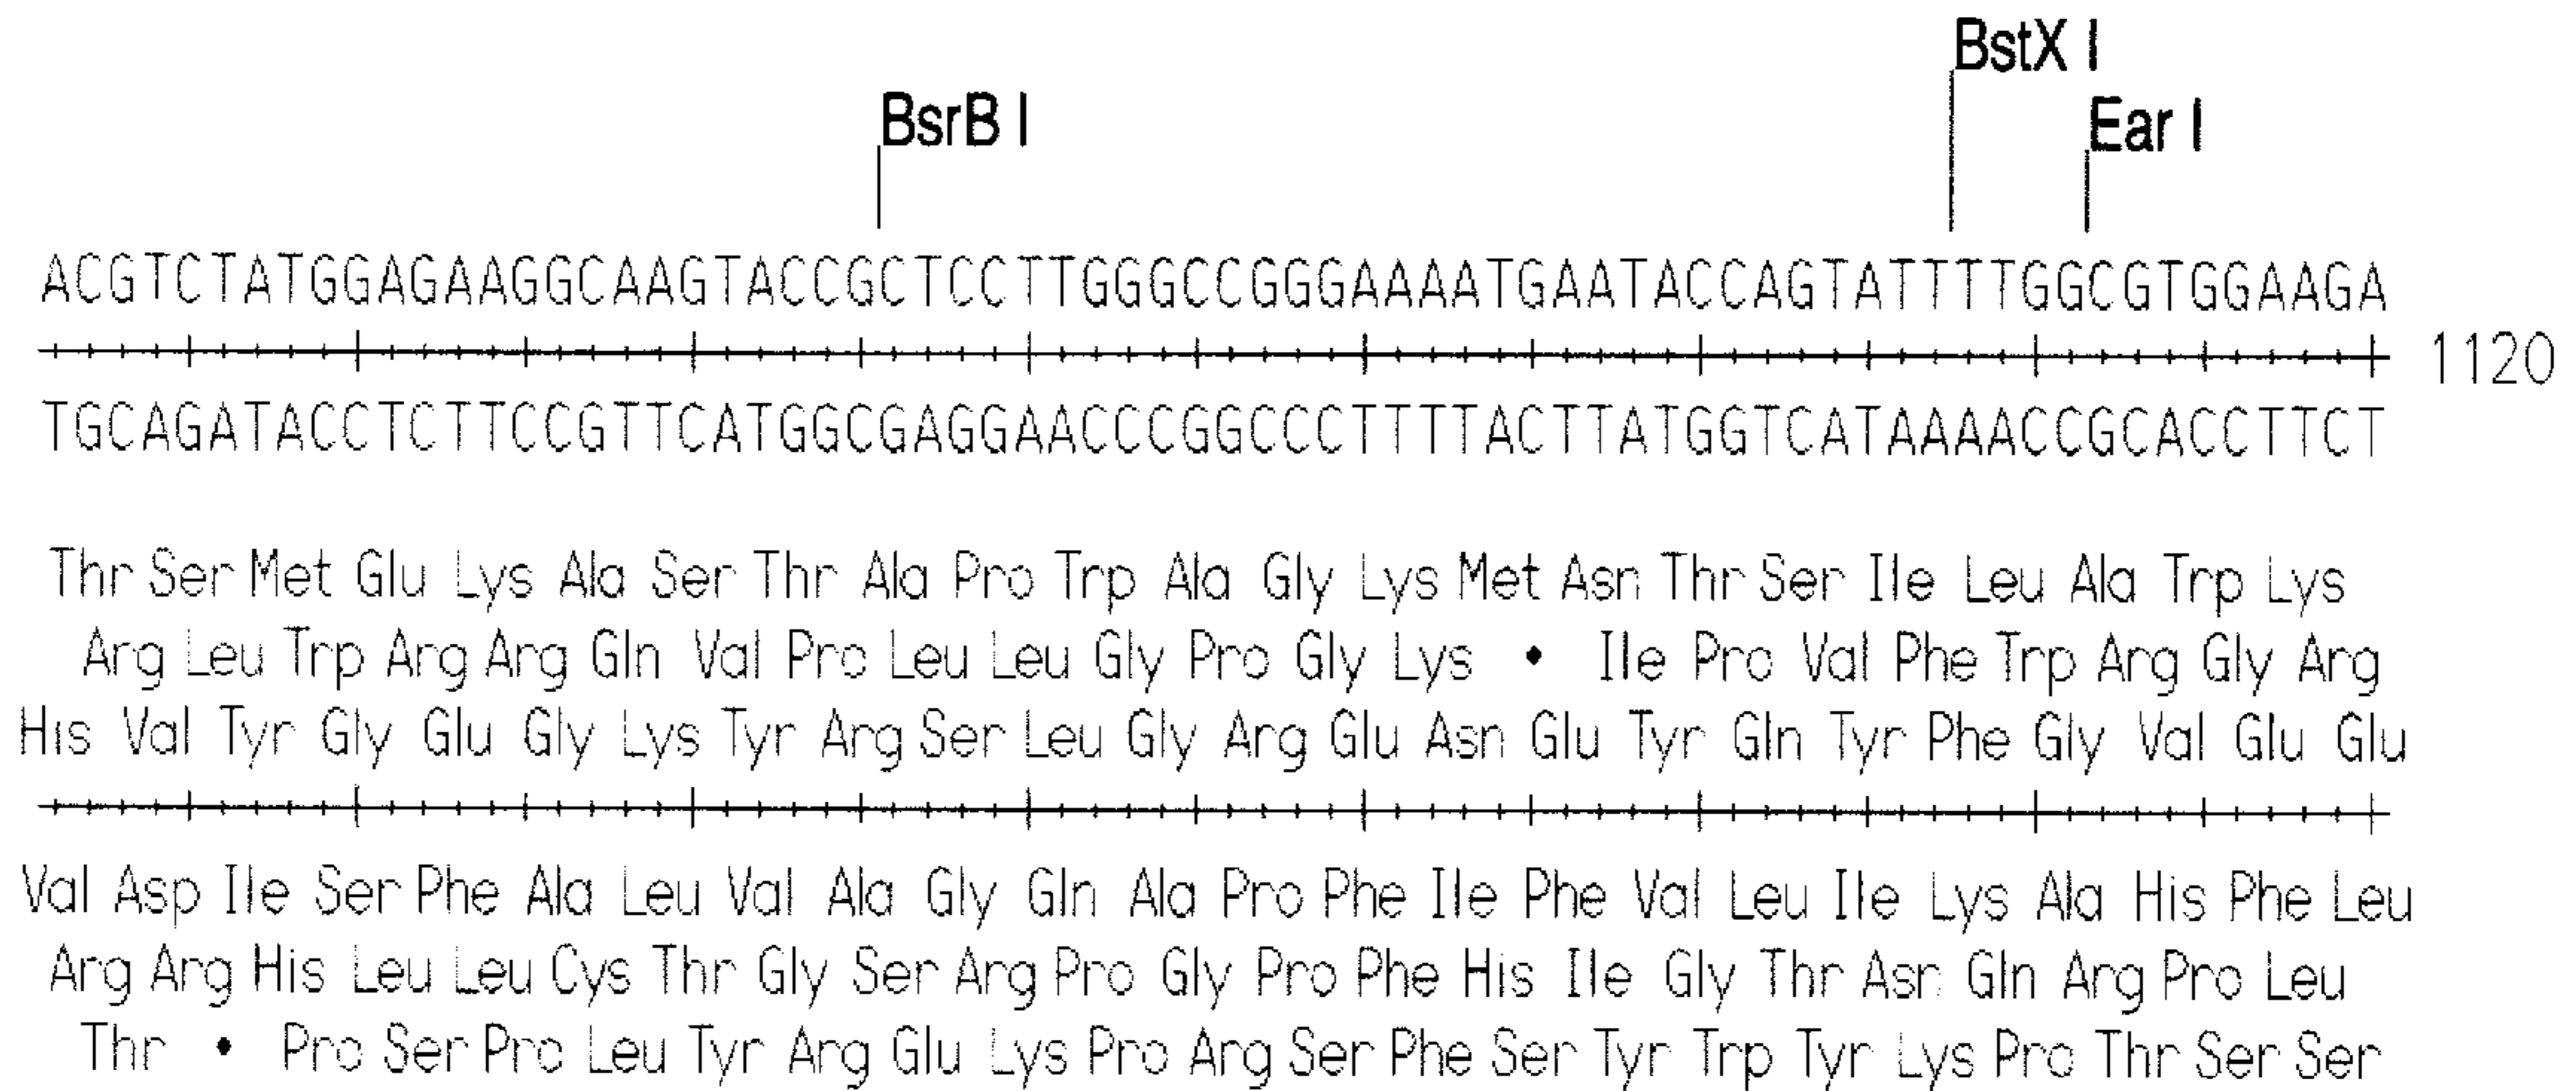 BstX I
BsrB I
Ear I
ACGTCTATGGAGAAGGCAAGTACCGCTCCTTGGGCCGGGAAAATGAATACCAGTATTTTGGCGTGGAAGA
1120
TGCAGATACCTCTTCCGTTCATGGCGAGGAACCCGGCCCTTTTACTTATGGTCATAAAACCGCACCTTCT
Thr Ser Met Glu Lys Ala Ser Thr Ala Pro Trp Ala Gly Lys Met Asn Thr Ser Ile Leu Ala Trp Lys
Arg Leu Trp Arg Arg Gln Val Pro Leu Leu Gly Pro Gly Lys • Ile Pro Val Phe Trp Arg Gly Arg
His Val Tyr Gly Glu Gly Lys Tyr Arg Ser Leu Gly Arg Glu Asn Glu Tyr Gln Tyr Phe Gly Val Glu Glu
Val Asp Ile Ser Phe Ala Leu Val Ala Gly Gln Ala Pro Phe Ile Phe Val Leu Ile Lys Ala His Phe Leu
Arg Arg His Leu Leu Cys Thr Gly Ser Arg Pro Gly Pro Phe His Ile Gly Thr Asn Gln Arg Pro Leu
Thr • Pro Ser Pro Leu Tyr Arg Glu Lys Pro Arg Ser Phe Ser Tyr Trp Tyr Lys Pro Thr Ser Ser